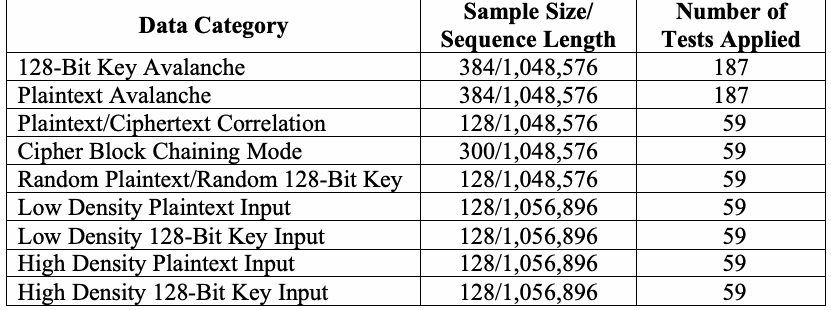 Data Category Sample Size/ Sequence Length Number of Tests Applied
128-Bit Key Avalanche 384/1,048,576 187
Plaintext Avalanche 384/1,048,576 187
Plaintext/Ciphertext Correlation 128/1,048,576 59
Cipher Block Chaining Mode 300/1,048,576 59
Random Plaintext/Random 128-Bit Key 128/1,048,576 59
Low Density Plaintext Input 128/1,056,896 59
Low Density 128-Bit Key Input 128/1,056,896 59
High Density Plaintext Input 128/1,056,896 59
High Density 128-Bit Key Input 128/1,056,896 59